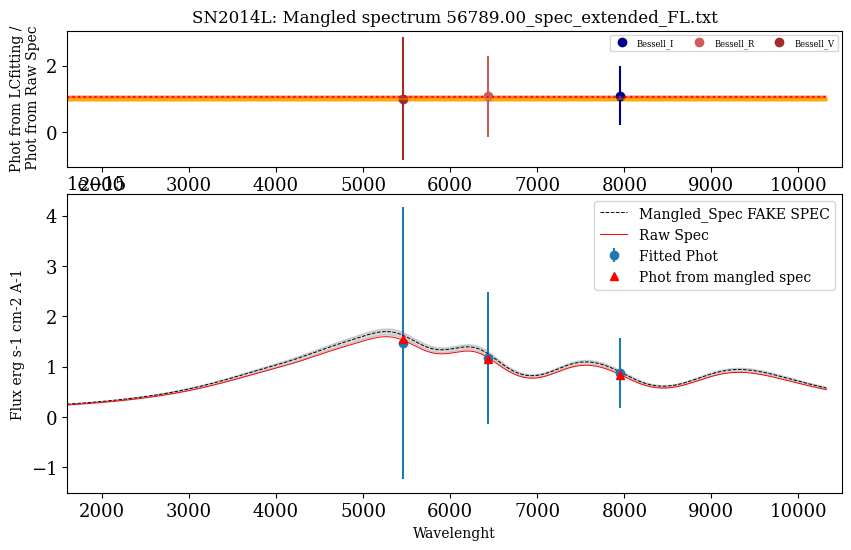 SN2014L: Mangled spectrum 56789.00_spec_extended_FL.txt
Phot from LCfitting /
Phot from Raw Spec
2
0
Bessell_I
Bessell_R
Bessell_V
2000 3000 4000 5000 6000 7000 8000 9000 10000
Flux erg s-1 cm-2 A-1
4
3
2
1
0
−1
Mangled_Spec FAKE SPEC
Raw Spec
Fitted Phot
Phot from mangled spec
2000 3000 4000 5000 6000 7000 8000 9000 10000
Wavelenght